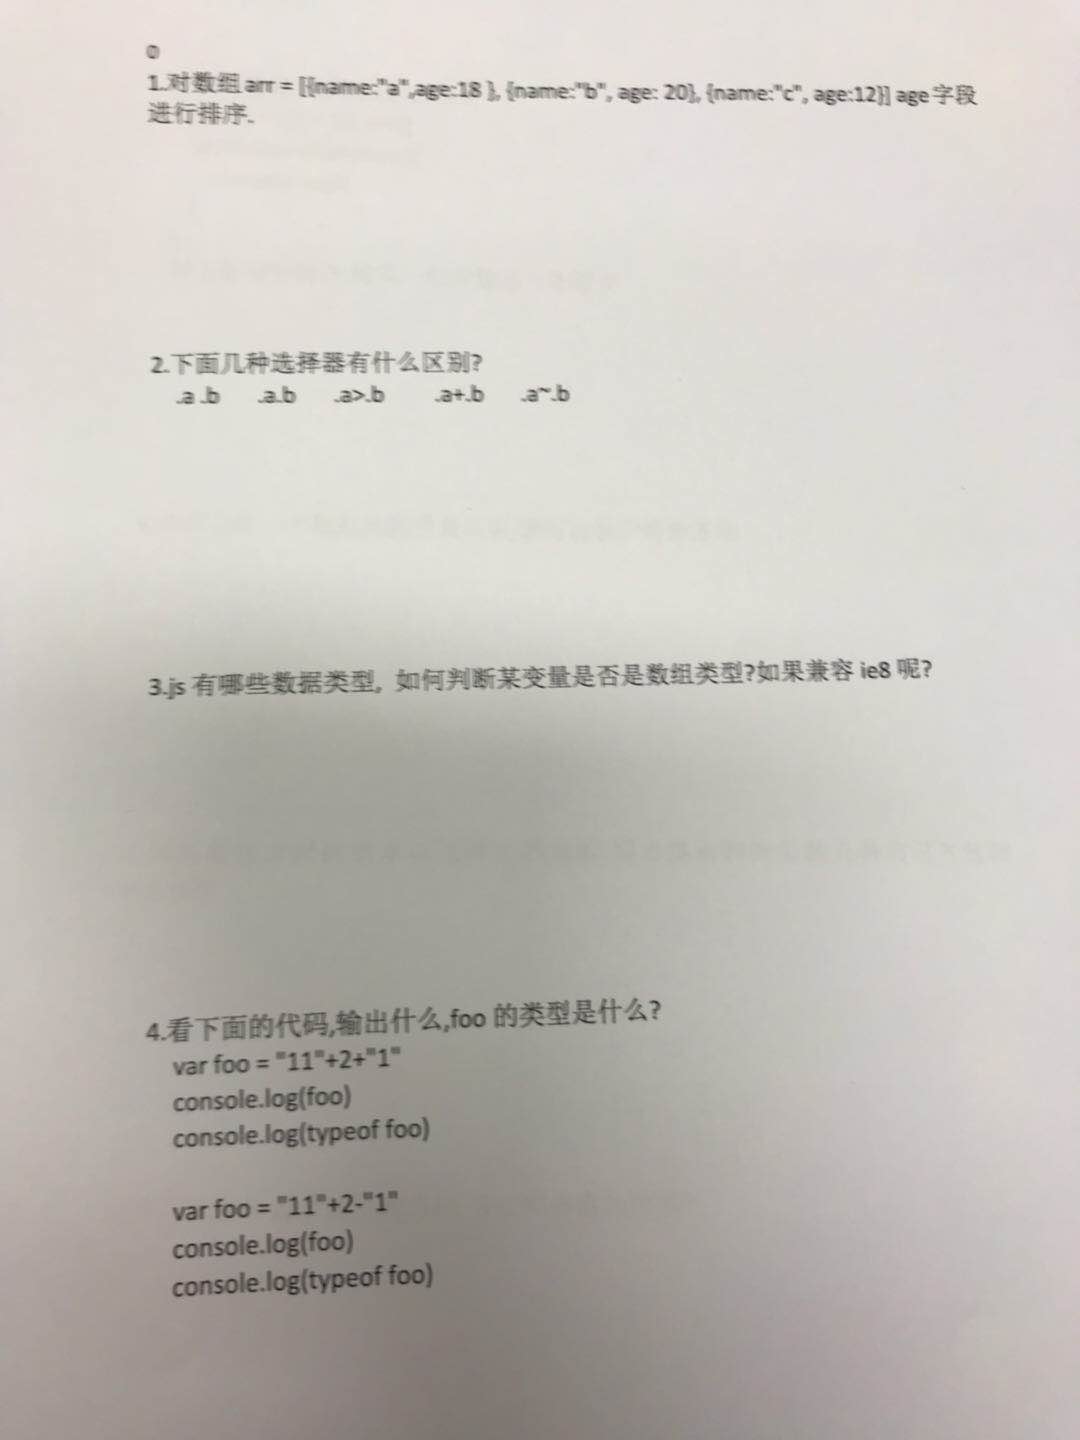 1.对数组 arr = [{name:"a",age:18 }, {name:"b", age: 20}, {name:"c", age:12}] age 字段
进行排序.
2.下面几种选择器有什么区别?
.a .b .a.b .a>.b .a+.b .a~.b
3.js 有哪些数据类型, 如何判断某变量是否是数组类型?如果兼容 ie8 呢?
4.看下面的代码,输出什么,foo 的类型是什么?
var foo = "11"+2+"1"
console.log(foo)
console.log(typeof foo)
var foo = "11"+2-"1"
console.log(foo)
console.log(typeof foo)